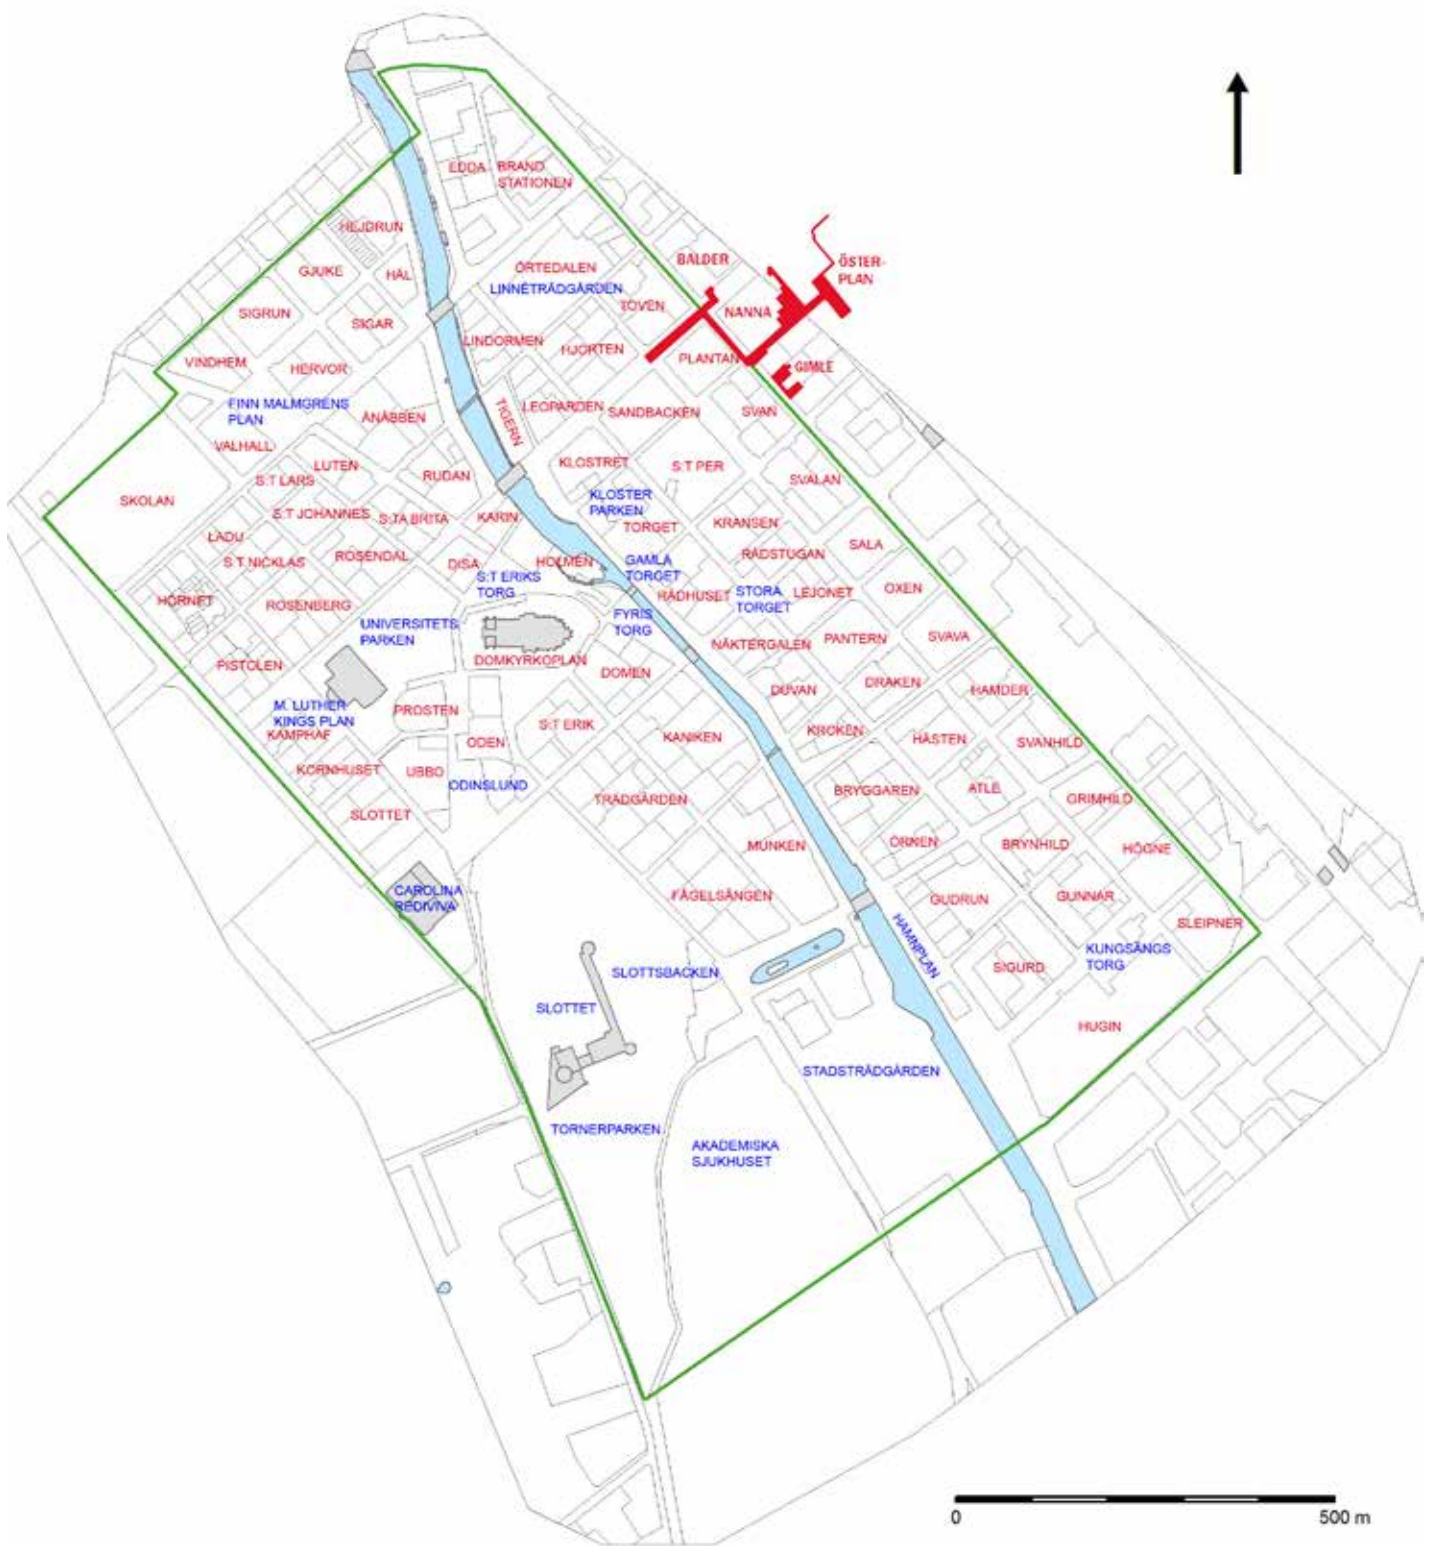 EDDA
BRAND
STATIONEN
HEJDRUN
GJUKE
HÄL
ÖRTEDALEN
LINNÉTRÄDGÅRDEN
BALDER
ÖSTER-
PLAN
TOVEN
NANNA
SIGRUN
SIGAR
LINDORMEN
HJORTEN
PLANTAN
GIMLE
VINDHEM
HERVOR
FINN MALMGRENS
PLAN
ÅNÄBBEN
TIGERN
LEOPARDEN
SANDBACKEN
SVAN
VALHALL
LUTEN
S:T LARS
RUDAN
KLOSTRET
S:T PER
SVALAN
SKOLAN
S:T JOHANNES
S:TA BRITA
KARIN
KLOSTER
PARKEN
TORGET
KRANSEN
LADU
S:T NICKLAS
ROSENDAL
DISA
HOLMEN
GAMLA
TORGET
RÅDSTUGAN
SALA
S:T ERIKS
TORG
RÅDHUSET
STORA
TORGET
LEJONET
OXEN
HORNET
ROSENBERG
UNIVERSITETS
PARKEN
FYRIS
TORG
NÄKTERGALEN
PANTERN
SVAVA
PISTOLEN
DOMKYRKOPLAN
DOMEN
DUVAN
DRAKEN
HAMDER
M. LUTHER
KINGS PLAN
KAMPHAF
PROSTEN
ODEN
S:T ERIK
KANIKEN
KROKEN
HÄSTEN
SVANHILD
KORNHUSET
UBBO
ODINSLUND
TRÄDGÅRDEN
BRYGGAREN
ATLE
GRIMHILD
SLOTTET
MUNKEN
ÖRNEN
BRYNHILD
HÖGNE
CAROLINA
REDIVIVA
FÅGELSÅNGEN
GUDRUN
GUNNAR
SLEIPNER
HAMNPLAN
KUNGSÄNGS
TORG
SLOTTSBACKEN
SIGURD
SLOTTET
HUGIN
STADSTRÄDGÅRDEN
TORNERPARKEN
AKADEMISKA
SJUKHUSET
0
500 m